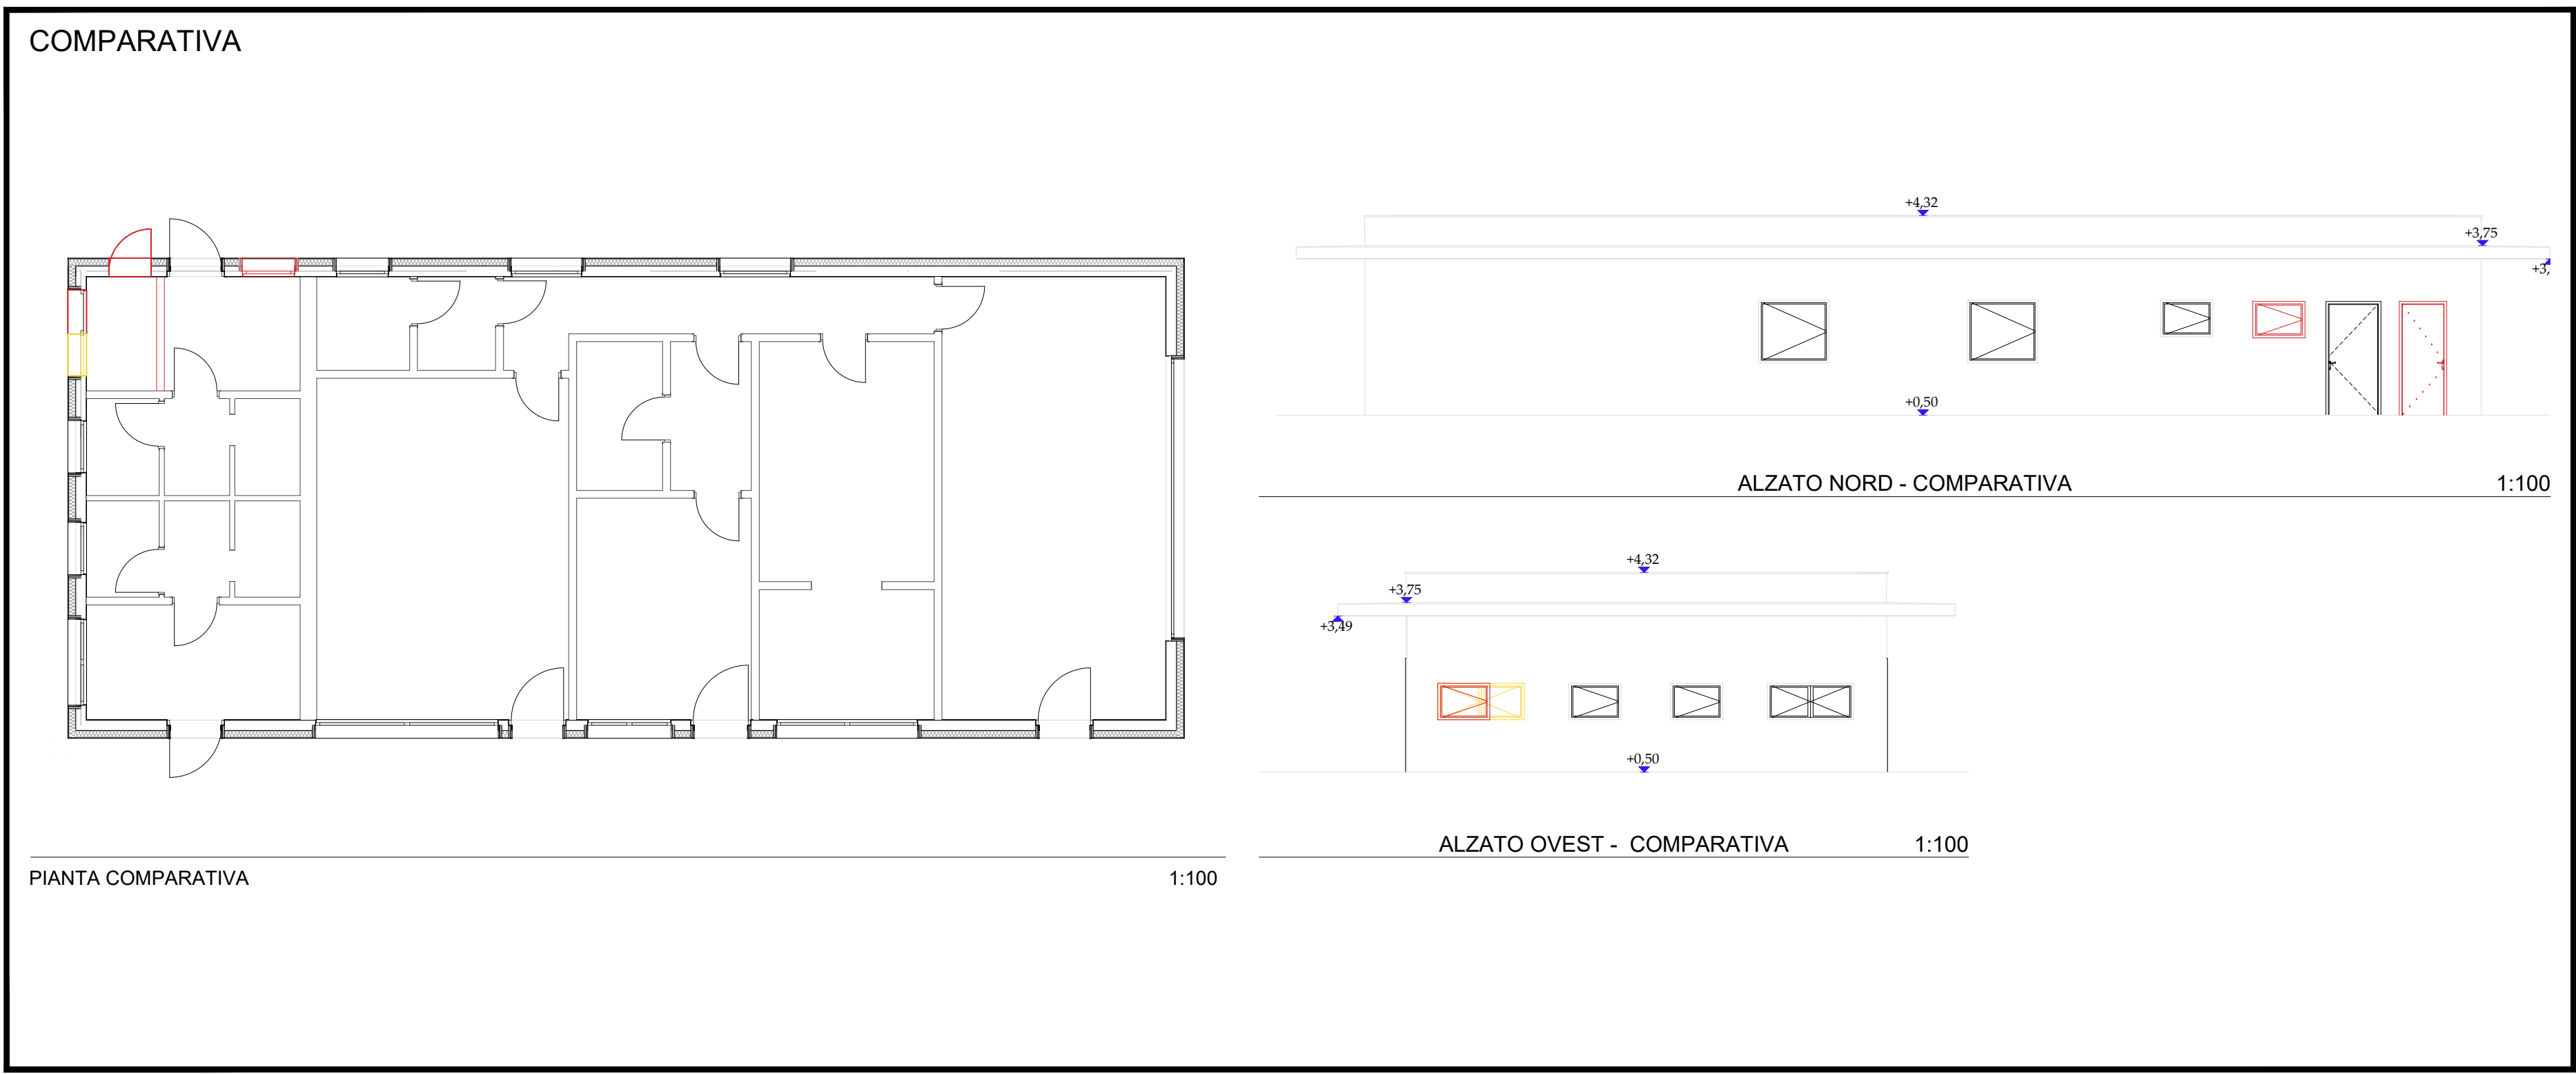 COMPARATIVA
+4,32
+3,75
+3,
+0,50
ALZATO NORD - COMPARATIVA 1:100
+4,32
+3,75
+3,49
+0,50
ALZATO OVEST - COMPARATIVA 1:100
PIANTA COMPARATIVA 1:100